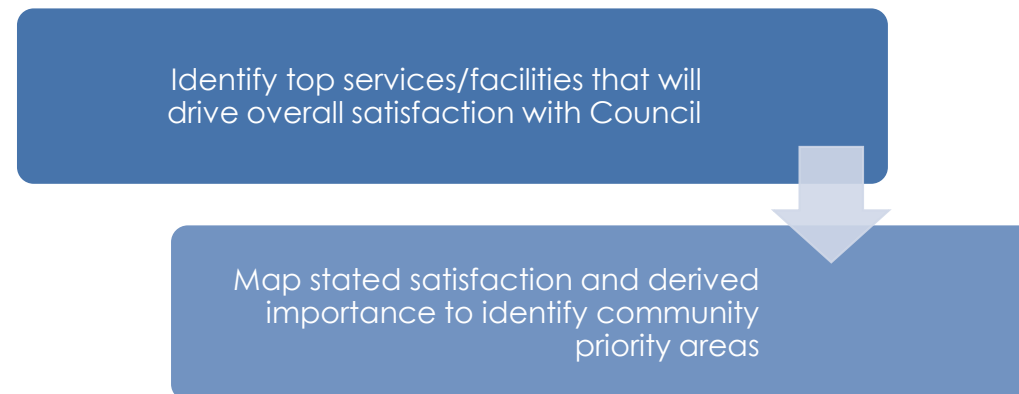 Identify top services/facilities that will
drive overall satisfaction with Council
Map stated satisfaction and derived
importance to identify community
priority areas